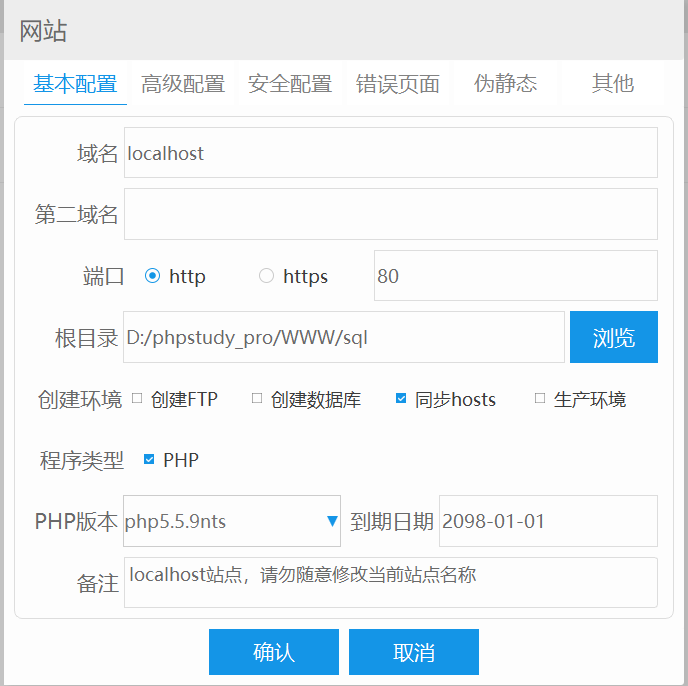 网站
基本配置 高级配置 安全配置 错误页面 伪静态 其他
域名 localhost
第二域名
端口 http https 80
根目录 D:/phpstudy_pro/WWW/sql 浏览
创建环境 创建FTP 创建数据库 同步hosts 生产环境
程序类型 PHP
PHP版本 php5.5.9nts 到期日期 2098-01-01
备注 localhost站点，请勿随意修改当前站点名称
确认 取消